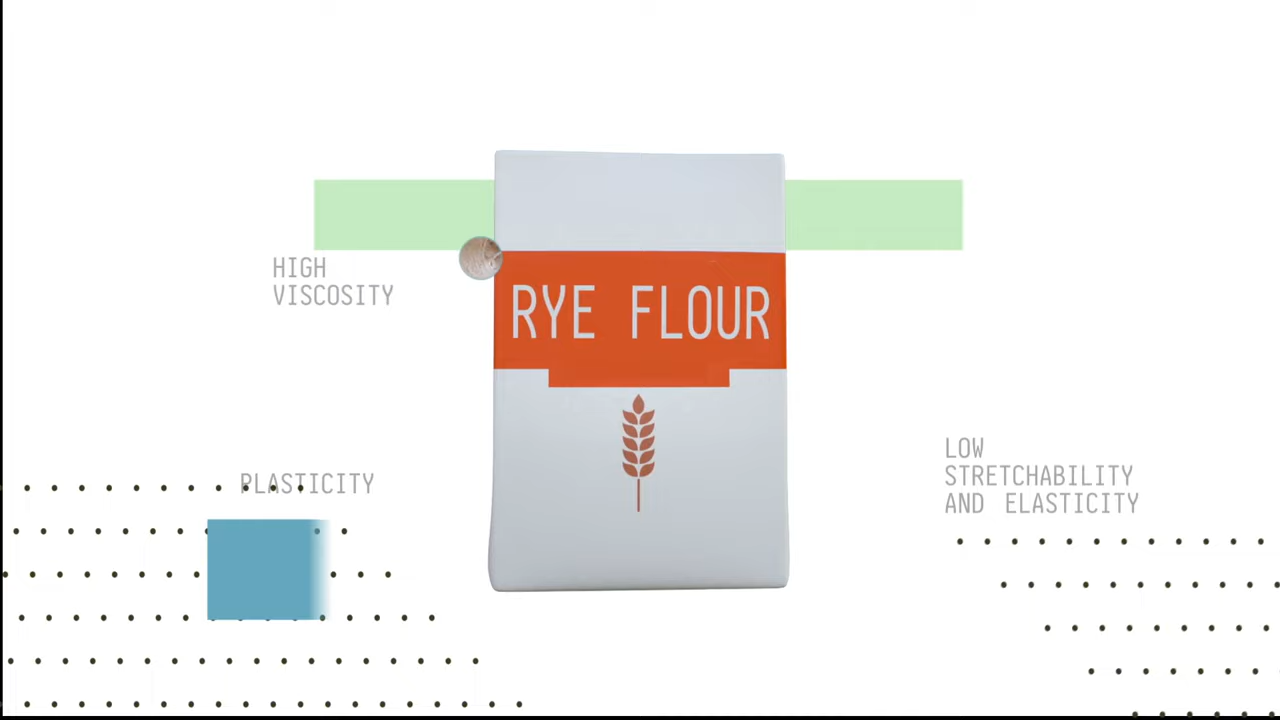 HIGH
VISCOSITY
RYE FLOUR
PLASTICITY
LOW
STRETCHABILITY
AND ELASTICITY